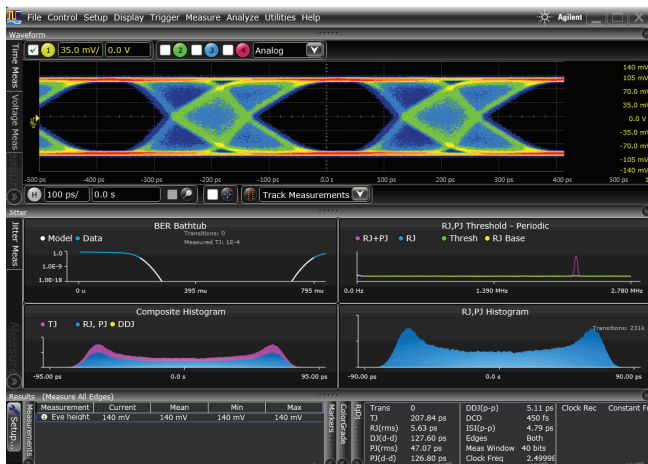 File Control Setup Display Trigger Measure Analyze Utilities Help
Agilent
Waveform
Time Meas
Voltage Meas
1 35.0 mV/ 0.0 V 2 3 4 Analog
140 mV
105 mV
70.0 mV
35.0 mV
0.0 V
-35.0 mV
-70.0 mV
-105 mV
-140 mV
-500 ps -400 ps -300 ps -200 ps -100 ps 0.0 s 100 ps 200 ps 300 ps 400 ps 500 ps
H 100 ps/ 0.0 s Track Measurements
Jitter
Jitter Meas
BER Bathtub
Model Data
Transitions: 0
Measured TJ: 1E-4
1.0
1.0E-9
1.0E-18
0 u 395 mu 795 mu
RJ,PJ Threshold - Periodic
RJ+PJ RJ Thresh RJ Base
0.0 Hz 1.390 MHz 2.780 MHz
Composite Histogram
TJ RJ, PJ DDJ
-95.00 ps 0.0 s 95.00 ps
RJ,PJ Histogram
Transitions: 231k
-90.00 ps 0.0 s 90.00 ps
Results (Measure All Edges)
Setup...
Measurements
Measurement Current Mean Min Max
Eye height 140 mV 140 mV 140 mV 140 mV
Markers...
ColorGrade
RJDJ...
Trans 0
TJ 207.84 ps
RJ(rms) 5.63 ps
DJ(d-d) 127.60 ps
PJ(rms) 47.07 ps
PJ(d-d) 126.80 ps
DDJ(p-p) 5.11 ps
DCD 450 fs
ISI(p-p) 4.79 ps
Edges Both
Meas Window 40 bits
Clock Freq 2.4999
Clock Rec Constant